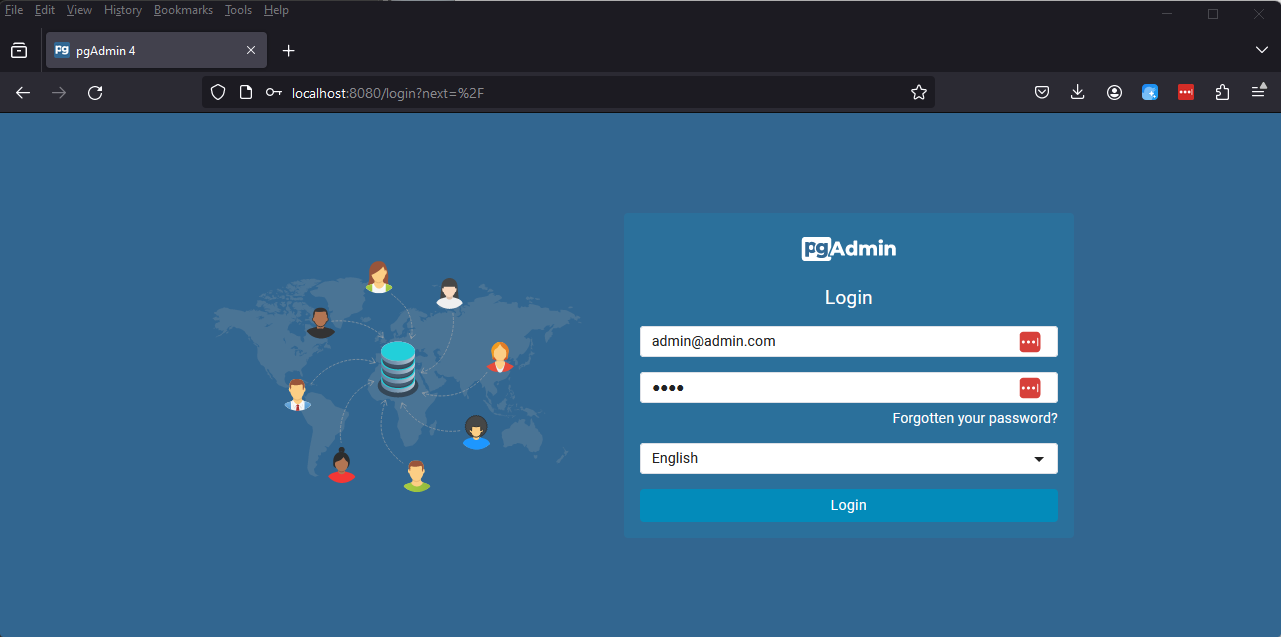 File Edit View History Bookmarks Tools Help
pg pgAdmin 4
localhost:8080/login?next=%2F
pgAdmin
Login
admin@admin.com
••••
Forgotten your password?
English
Login